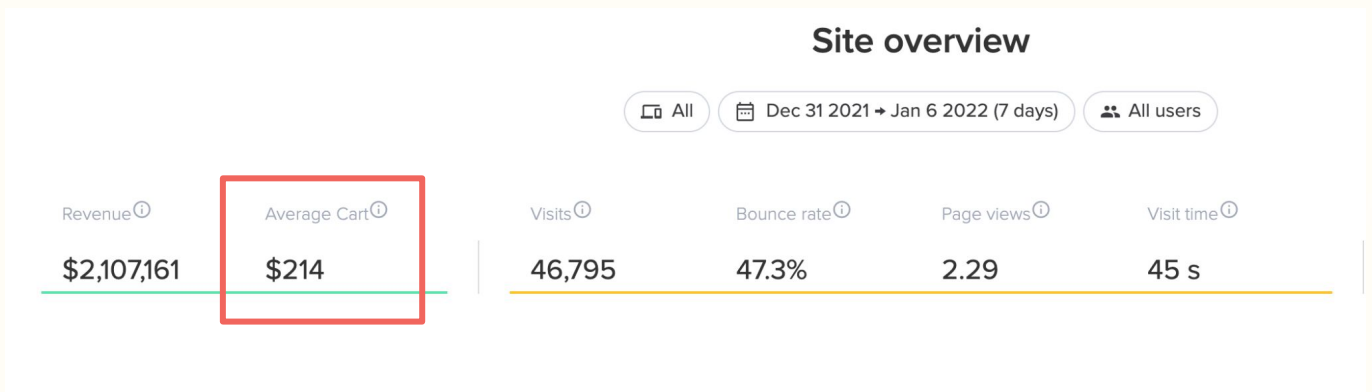 Site overview
All
Dec 31 2021 → Jan 6 2022 (7 days)
All users
Revenue
Average Cart
Visits
Bounce rate
Page views
Visit time
$2,107,161
$214
46,795
47.3%
2.29
45 s